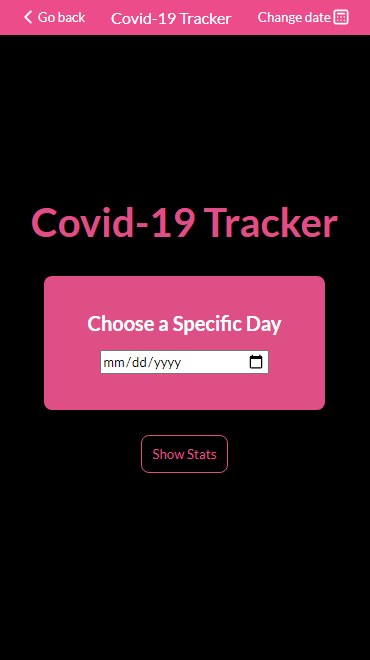 Go back Covid-19 Tracker Change date
Covid-19 Tracker
Choose a Specific Day
mm/dd/yyyy
Show Stats